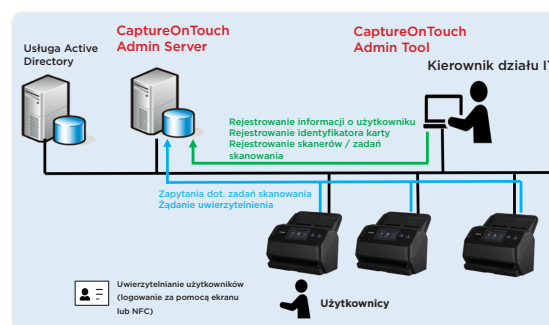 Usługa Active
Directory
CaptureOnTouch
Admin Server
CaptureOnTouch
Admin Tool
Kierownik działu IT
Rejestrowanie informacji o użytkowniku
Rejestrowanie identyfikatora karty
Rejestrowanie skanerów / zadań
skanowania
Zapytania dot. zadań skanowania
Żądanie uwierzytelnienia
Uwierzytelnianie użytkowników
(logowanie za pomocą ekranu
lub NFC)
Użytkownicy